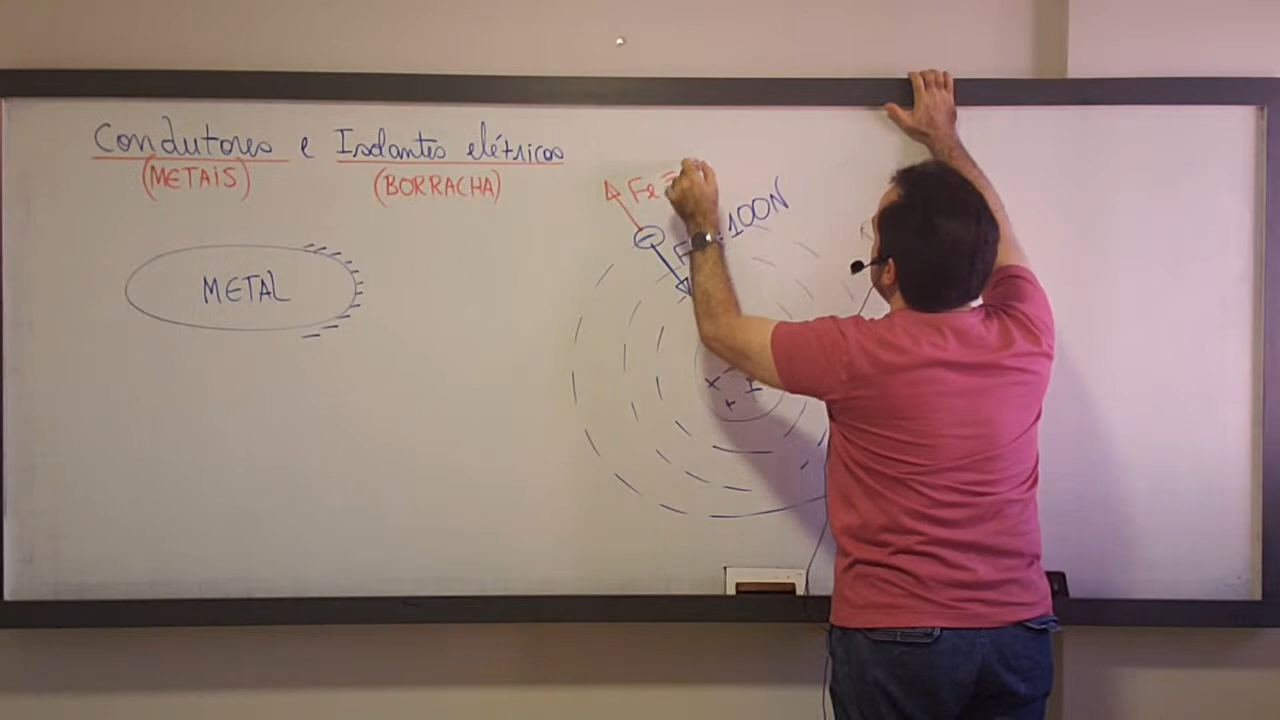 Condutores e Isolantes elétricos
(METAIS) (BORRACHA)
METAL
Fe =
100N